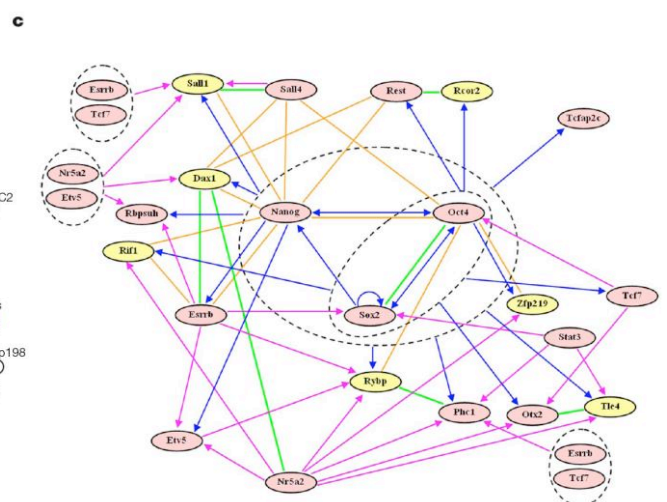 c
Esrrb
Tcf7
Sall1
Sall4
Rest
Rcor2
Tcfap2c
Nr5a2
Etv5
C2
Dax1
Rbpsuh
Nanog
Oct4
Rif1
Tcf7
Zfp219
s
Esrrb
Sox2
Stat3
p198
Rybp
Phc1
Otx2
Tle4
Etv5
Esrrb
Tcf7
Nr5a2